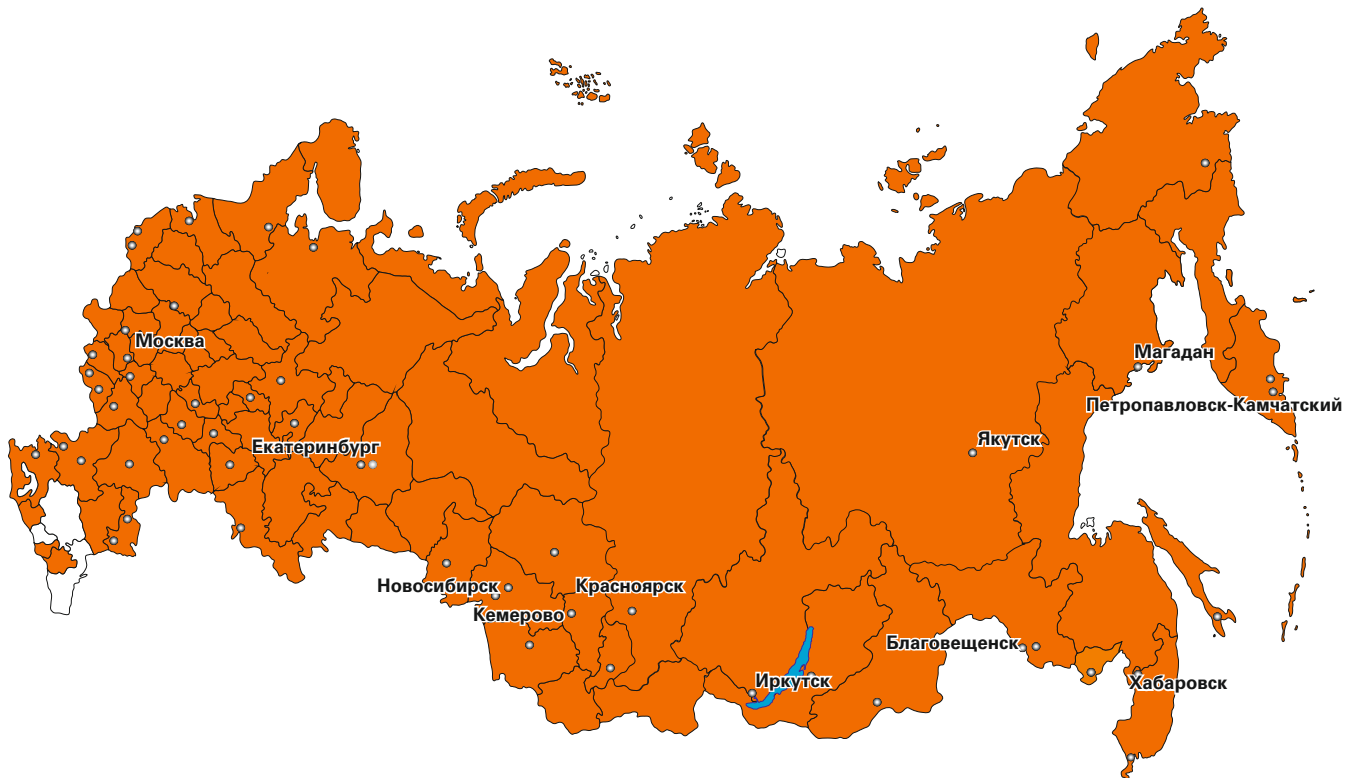 Москва
Магадан
Петропавловск-Камчатский
Якутск
Екатеринбург
Новосибирск
Красноярск
Кемерово
Благовещенск
Иркутск
Хабаровск